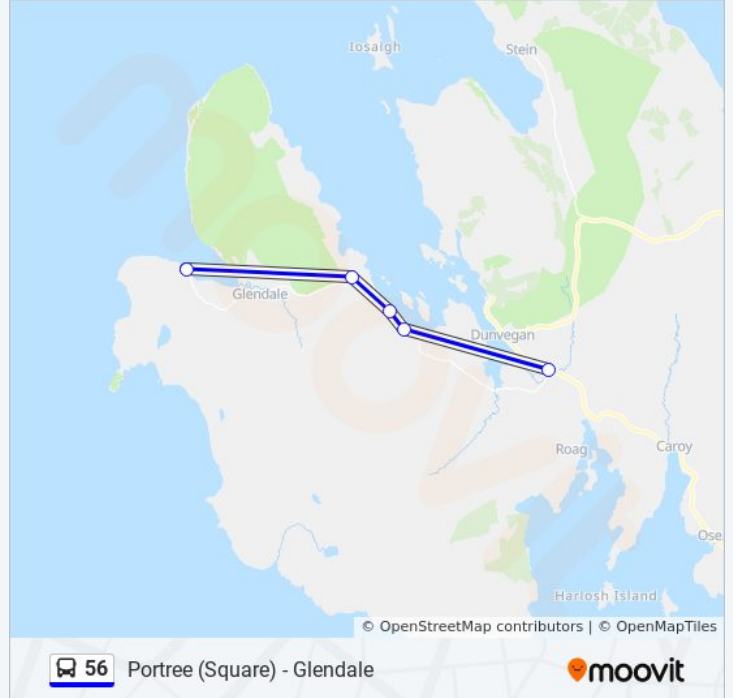 Iosaigh
Stein
Glendale
Dunvegan
Roag
Caroy
Ose
Harlosh Island
© OpenStreetMap contributors | © OpenMapTiles
56 Portree (Square) - Glendale
moovit